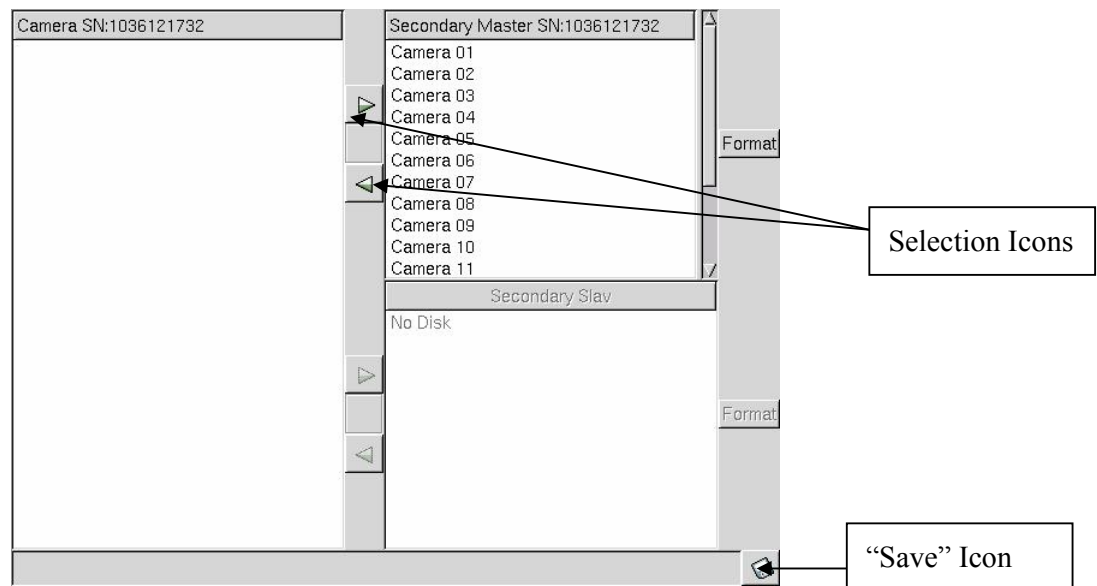 Camera SN:1036121732
Secondary Master SN:1036121732
Camera 01
Camera 02
Camera 03
Camera 04
Camera 05
Camera 06
Camera 07
Camera 08
Camera 09
Camera 10
Camera 11
Format
Selection Icons
Secondary Slav
No Disk
Format
“Save” Icon